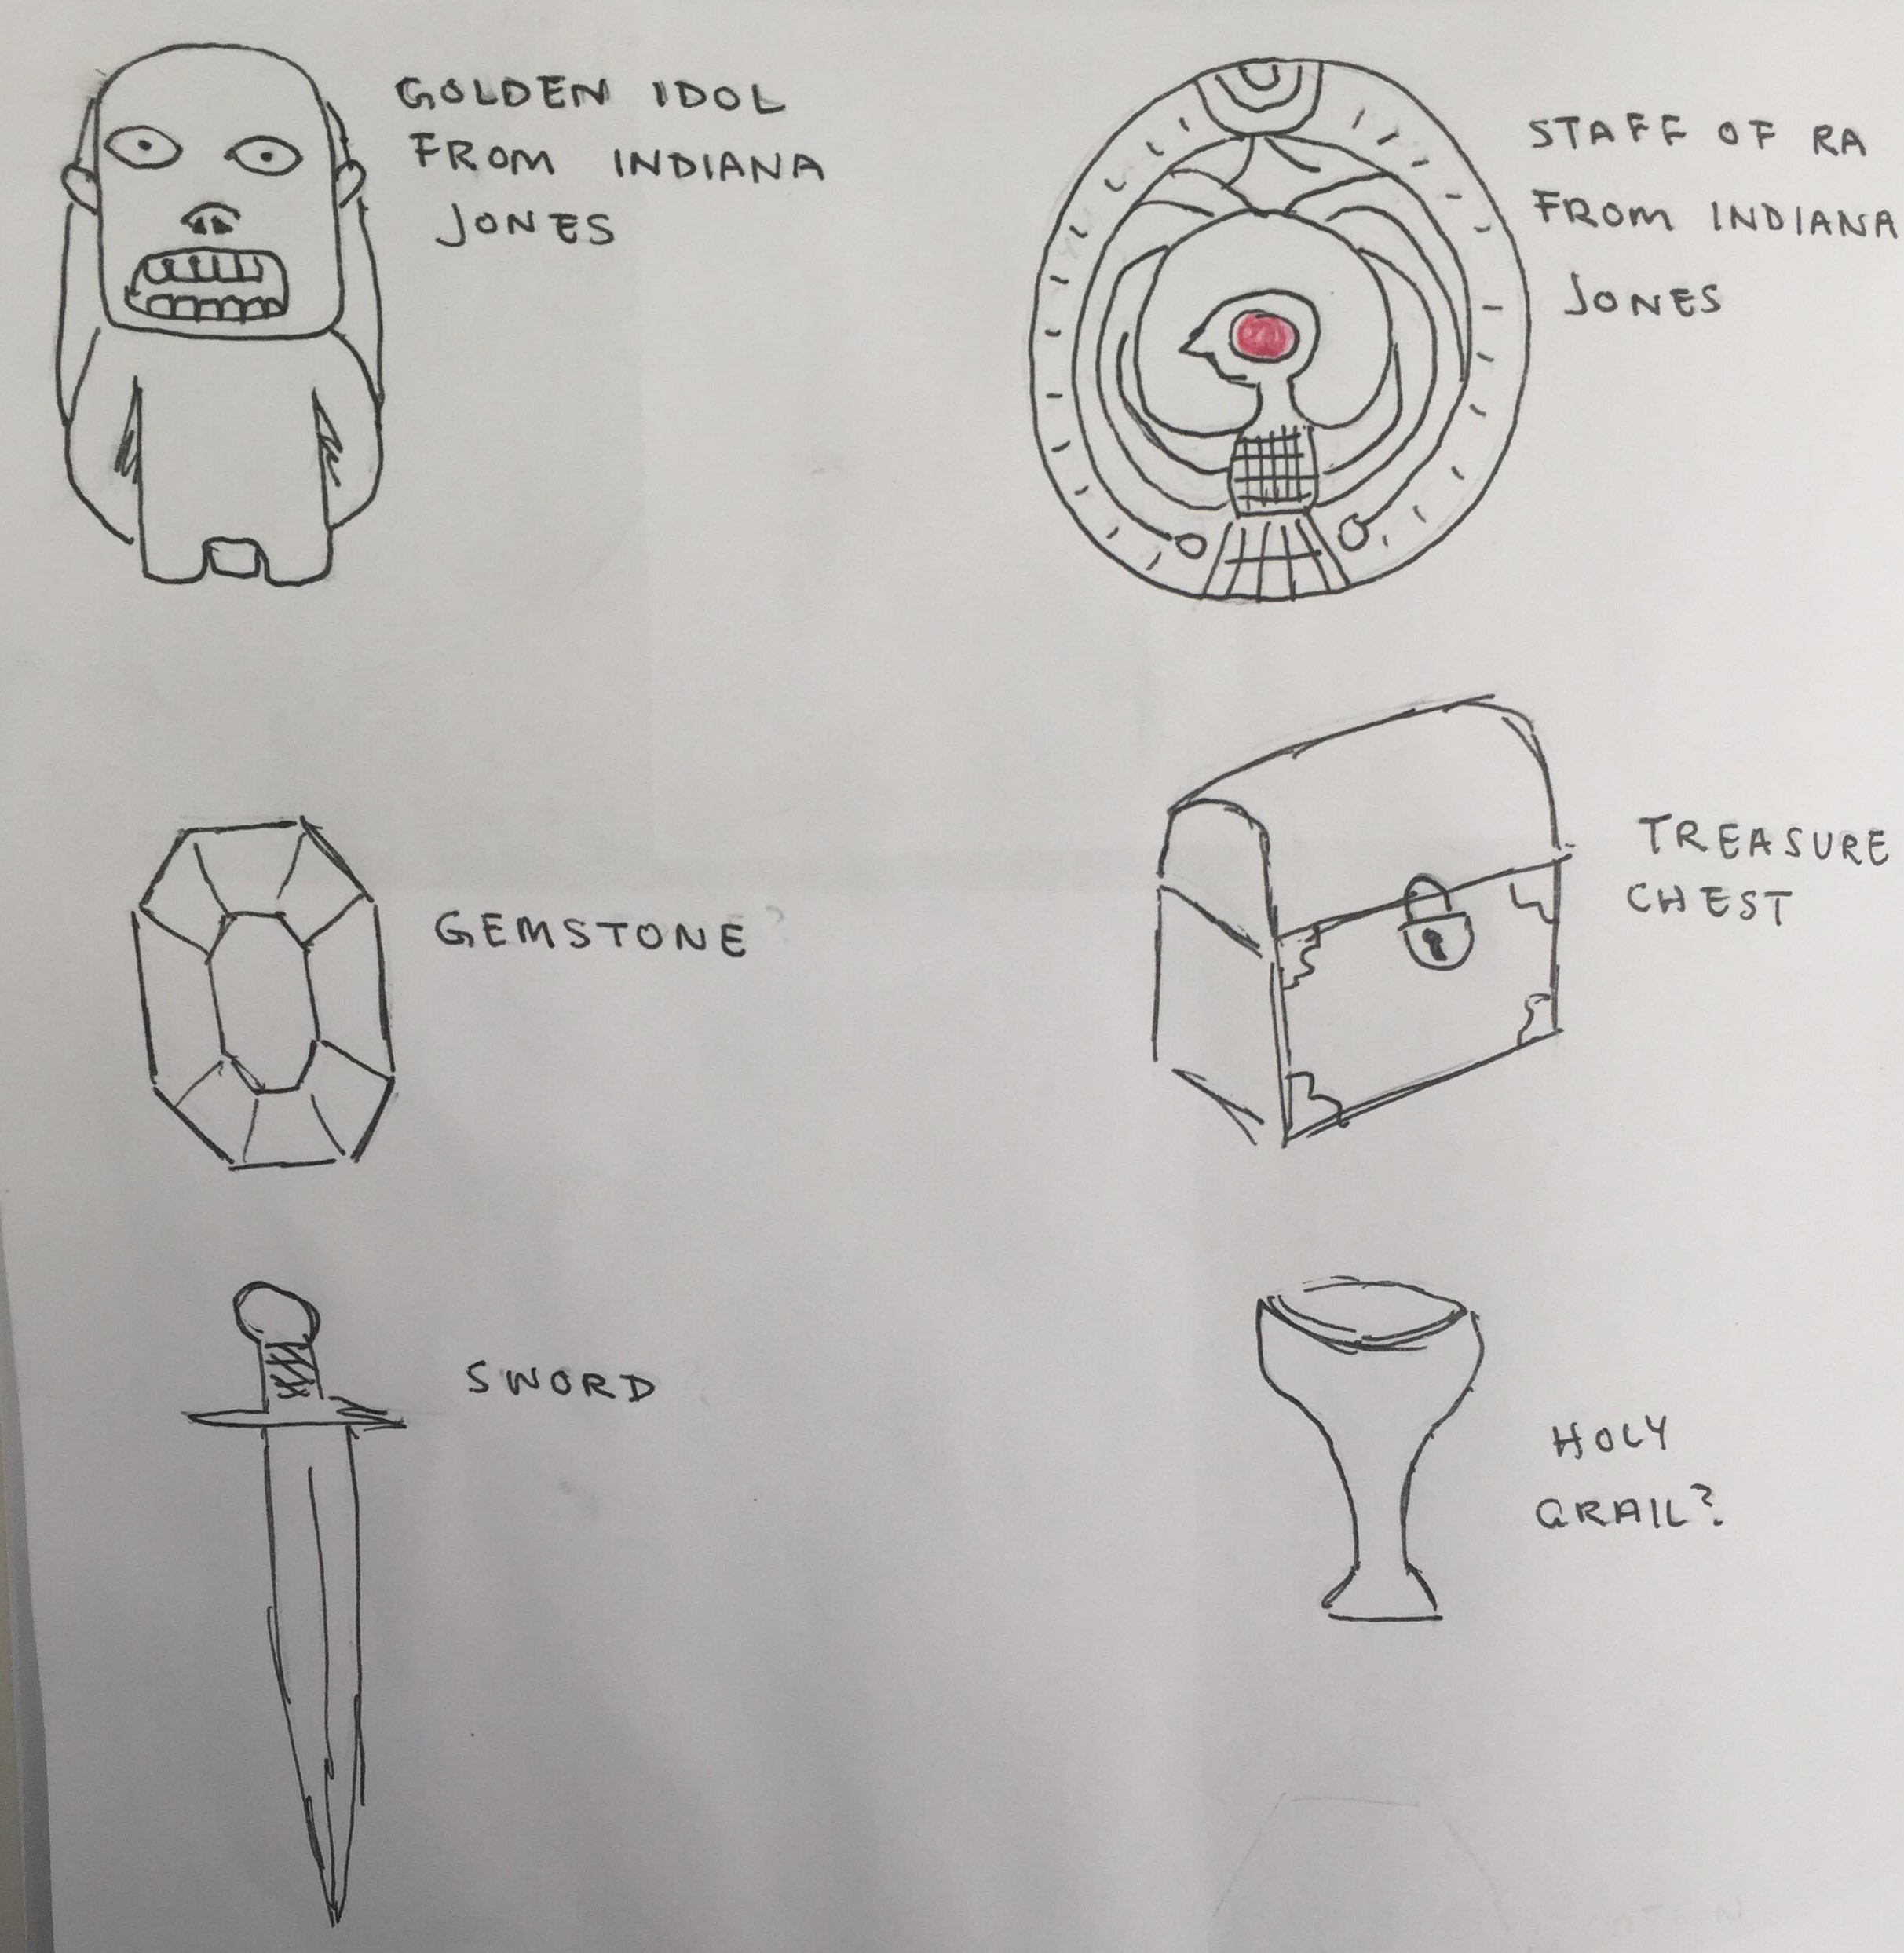 GOLDEN IDOL
FROM INDIANA
JONES
STAFF OF RA
FROM INDIANA
JONES
TREASURE
CHEST
GEMSTONE?
SWORD
HOLY
GRAIL?